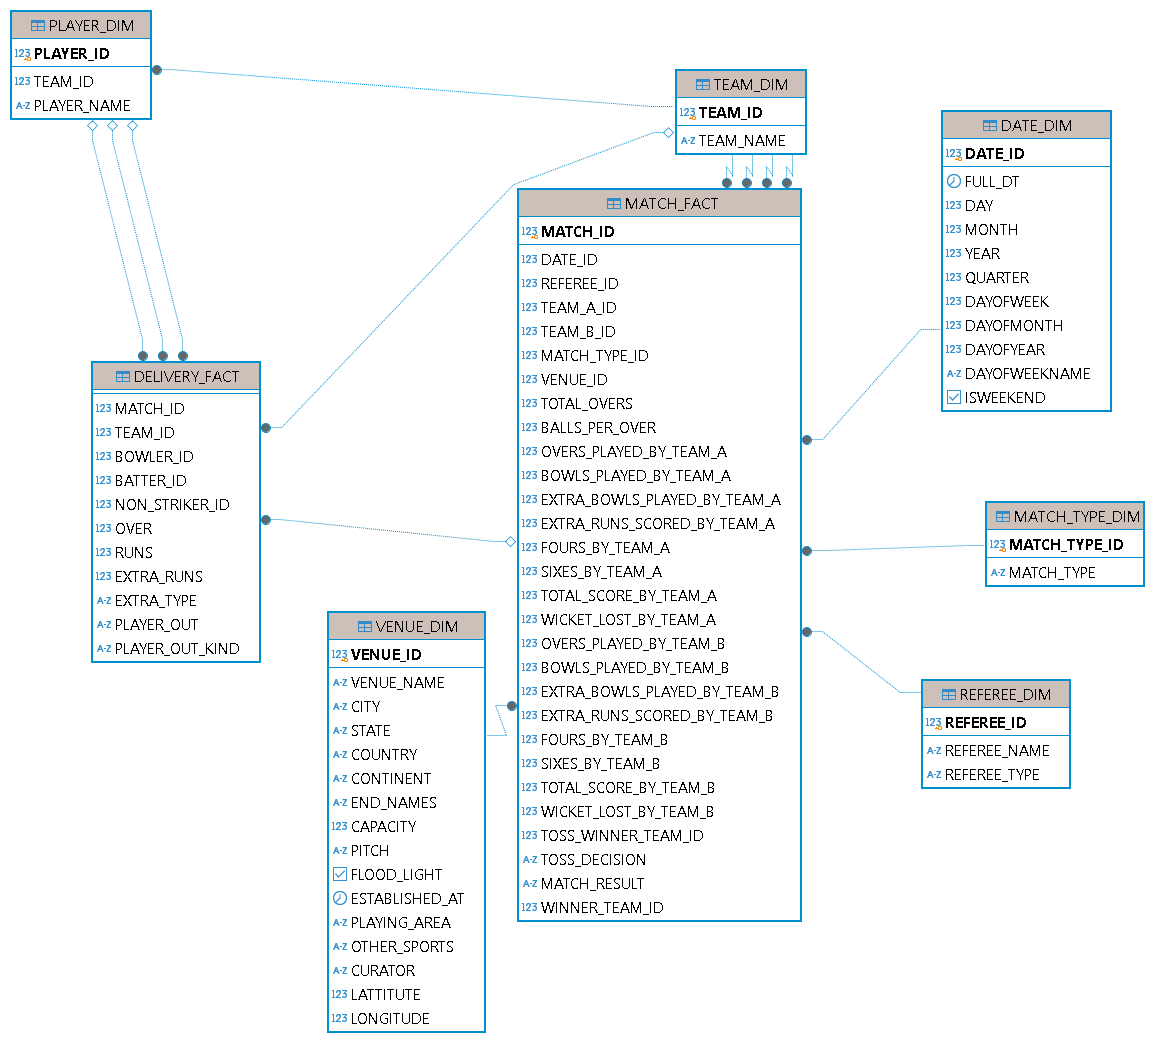 PLAYER_DIM
123 PLAYER_ID
123 TEAM_ID
A-Z PLAYER_NAME
TEAM_DIM
123 TEAM_ID
A-Z TEAM_NAME
DATE_DIM
123 DATE_ID
FULL_DT
123 DAY
123 MONTH
123 YEAR
123 QUARTER
123 DAYOFWEEK
123 DAYOFMONTH
123 DAYOFYEAR
A-Z DAYOFWEEKNAME
ISWEEKEND
MATCH_FACT
123 MATCH_ID
123 DATE_ID
123 REFEREE_ID
123 TEAM_A_ID
123 TEAM_B_ID
123 MATCH_TYPE_ID
123 VENUE_ID
123 TOTAL_OVERS
123 BALLS_PER_OVER
123 OVERS_PLAYED_BY_TEAM_A
123 BOWLS_PLAYED_BY_TEAM_A
123 EXTRA_BOWLS_PLAYED_BY_TEAM_A
123 EXTRA_RUNS_SCORED_BY_TEAM_A
123 FOURS_BY_TEAM_A
123 SIXES_BY_TEAM_A
123 TOTAL_SCORE_BY_TEAM_A
123 WICKET_LOST_BY_TEAM_A
123 OVERS_PLAYED_BY_TEAM_B
123 BOWLS_PLAYED_BY_TEAM_B
123 EXTRA_BOWLS_PLAYED_BY_TEAM_B
123 EXTRA_RUNS_SCORED_BY_TEAM_B
123 FOURS_BY_TEAM_B
123 SIXES_BY_TEAM_B
123 TOTAL_SCORE_BY_TEAM_B
123 WICKET_LOST_BY_TEAM_B
123 TOSS_WINNER_TEAM_ID
A-Z TOSS_DECISION
A-Z MATCH_RESULT
123 WINNER_TEAM_ID
DELIVERY_FACT
123 MATCH_ID
123 TEAM_ID
123 BOWLER_ID
123 BATTER_ID
123 NON_STRIKER_ID
123 OVER
123 RUNS
123 EXTRA_RUNS
A-Z EXTRA_TYPE
A-Z PLAYER_OUT
A-Z PLAYER_OUT_KIND
MATCH_TYPE_DIM
123 MATCH_TYPE_ID
A-Z MATCH_TYPE
VENUE_DIM
123 VENUE_ID
A-Z VENUE_NAME
A-Z CITY
A-Z STATE
A-Z COUNTRY
A-Z CONTINENT
A-Z END_NAMES
123 CAPACITY
A-Z PITCH
FLOOD_LIGHT
ESTABLISHED_AT
A-Z PLAYING_AREA
A-Z OTHER_SPORTS
A-Z CURATOR
123 LATTITUTE
123 LONGITUDE
REFEREE_DIM
123 REFEREE_ID
A-Z REFEREE_NAME
A-Z REFEREE_TYPE